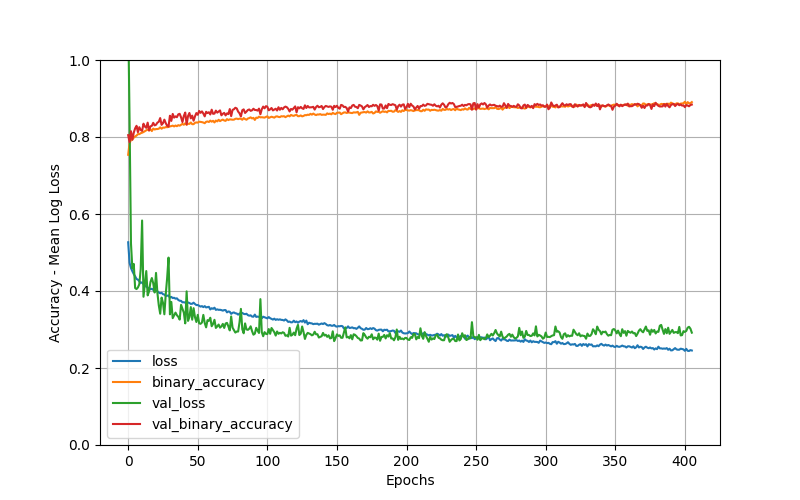 1.0
0.8
0.6
0.4
0.2
0.0
Accuracy - Mean Log Loss
loss
binary_accuracy
val_loss
val_binary_accuracy
0 50 100 150 200 250 300 350 400
Epochs